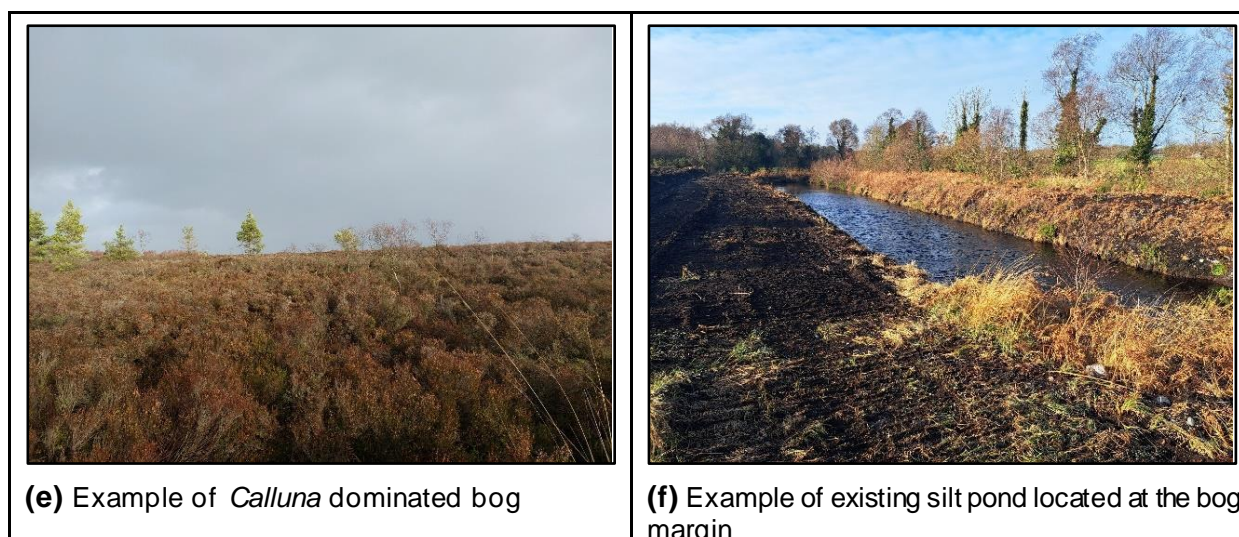 (e) Example of Calluna dominated bog
(f) Example of existing silt pond located at the bog
margin